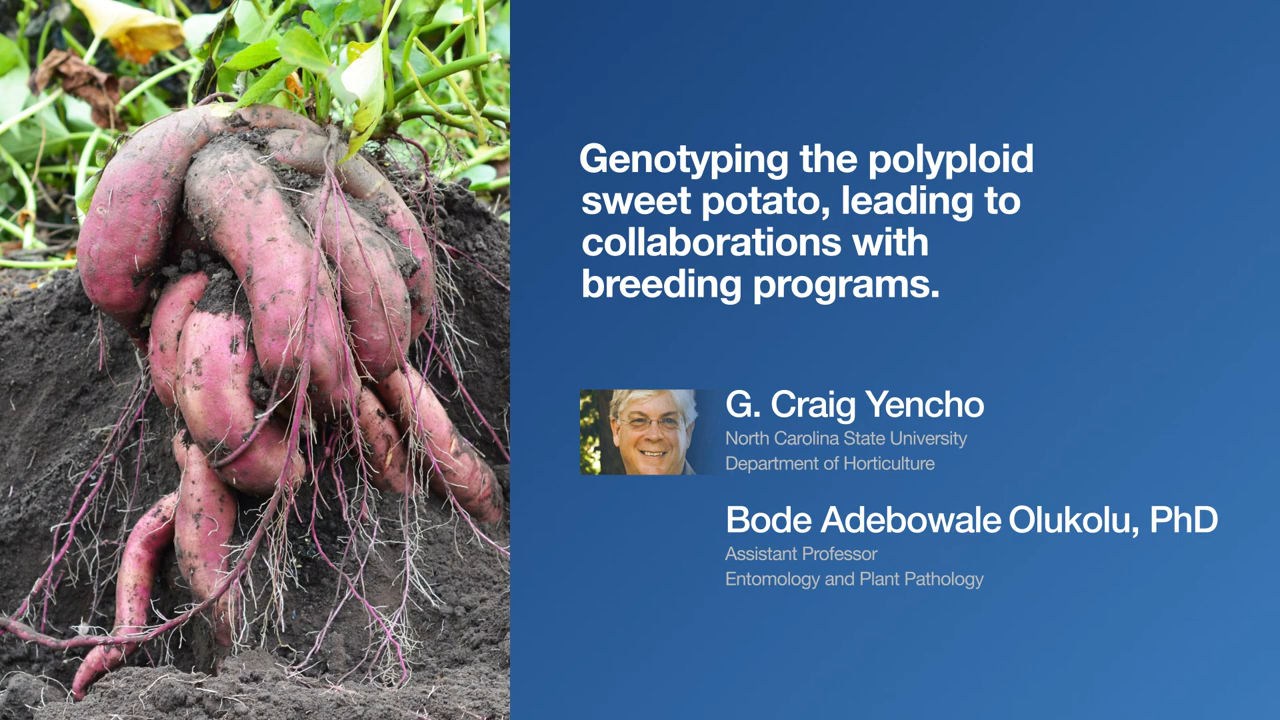 Genotyping the polyploid
sweet potato, leading to
collaborations with
breeding programs.
G. Craig Yencho
North Carolina State University
Department of Horticulture
Bode Adebowale Olukolu, PhD
Assistant Professor
Entomology and Plant Pathology